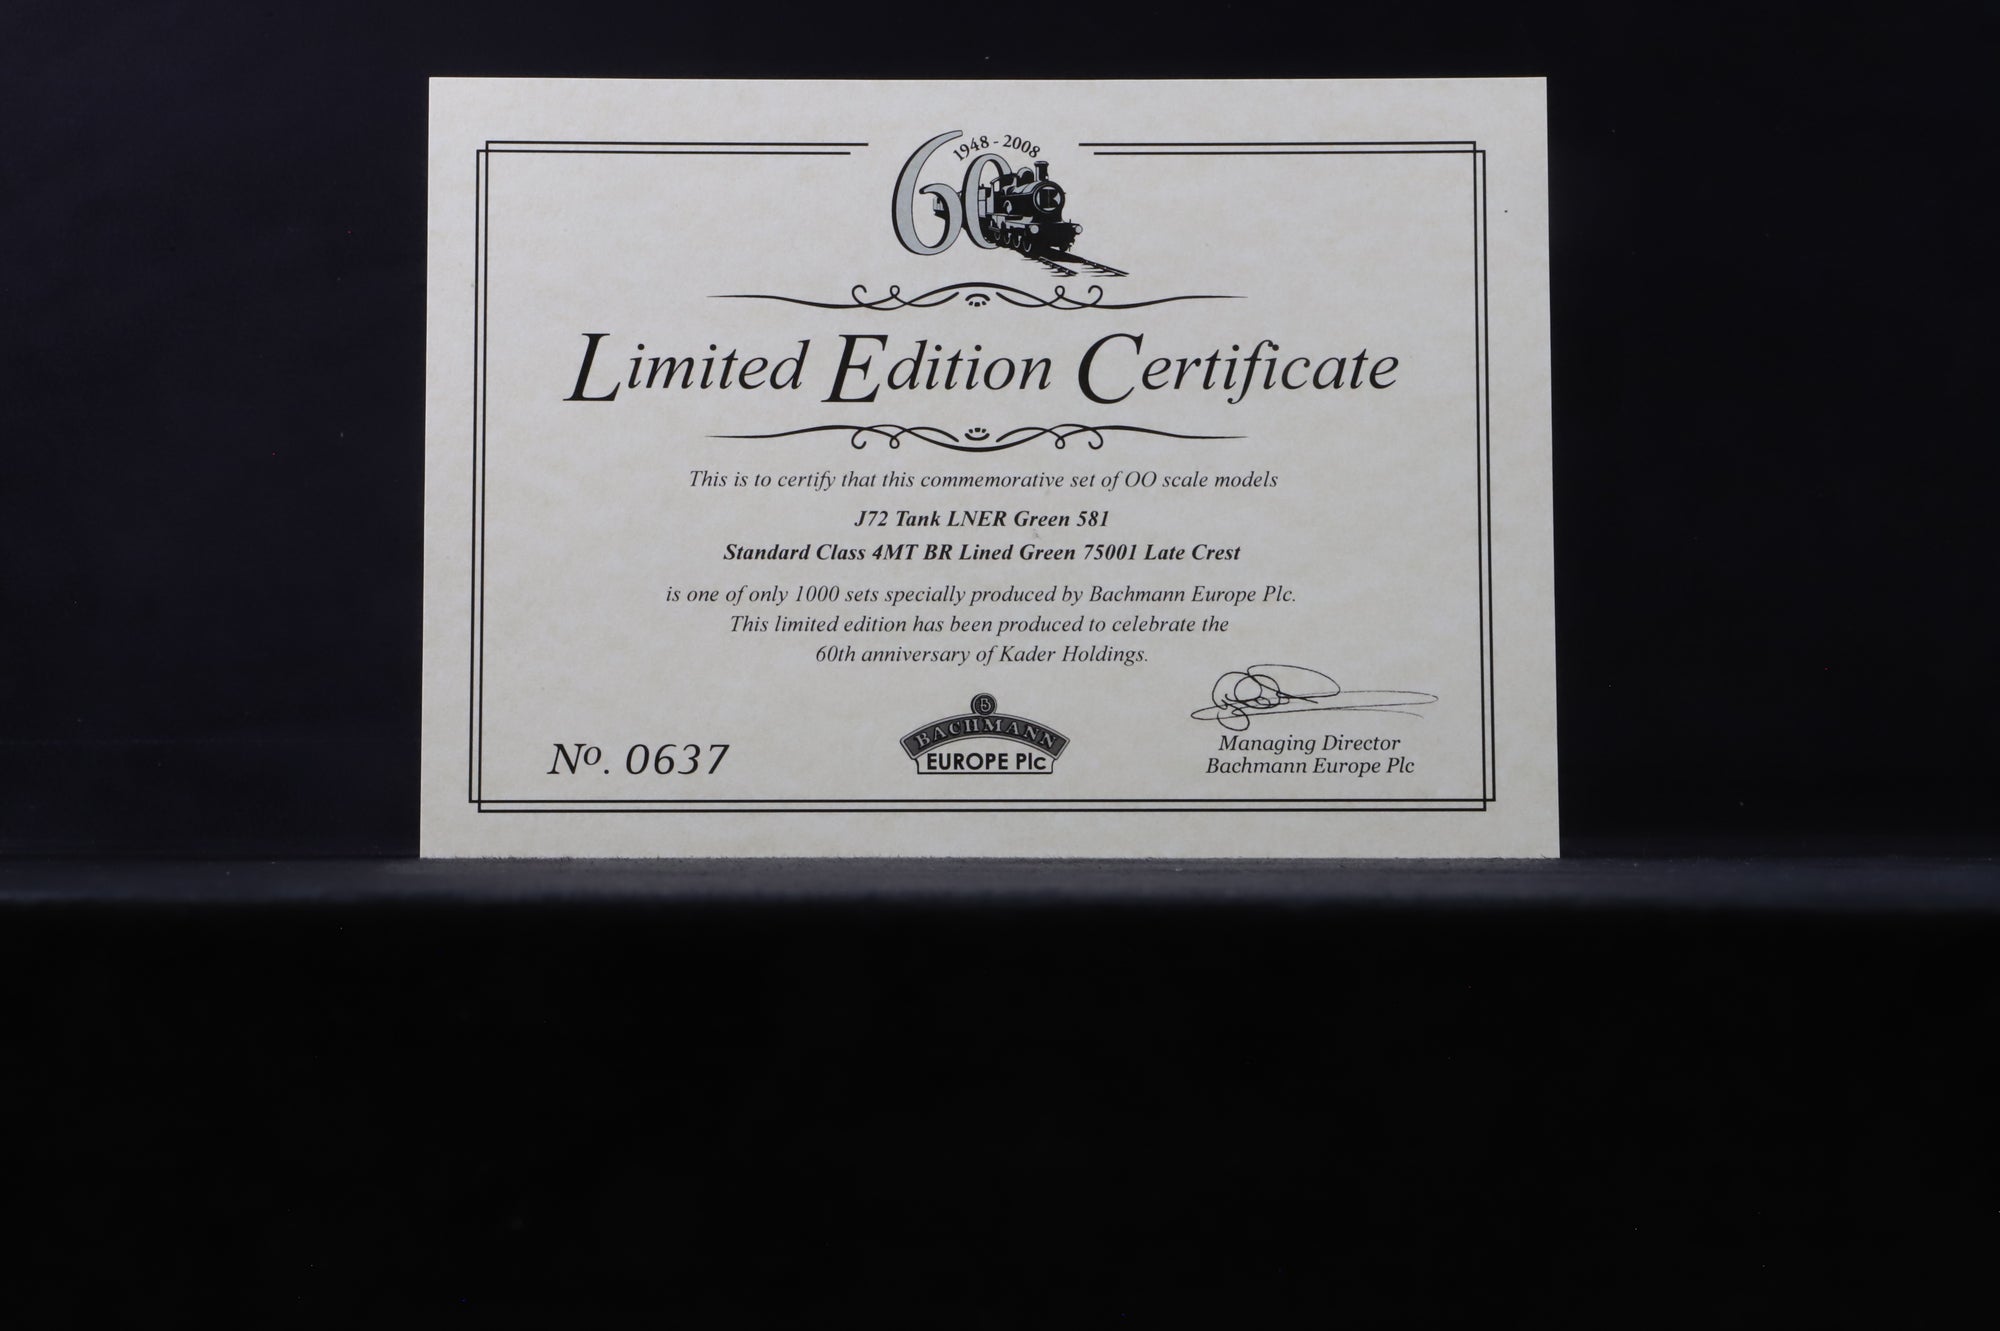 1948 - 2008
60
Limited Edition Certificate
This is to certify that this commemorative set of OO scale models
J72 Tank LNER Green 581
Standard Class 4MT BR Lined Green 75001 Late Crest
is one of only 1000 sets specially produced by Bachmann Europe Plc.
This limited edition has been produced to celebrate the
60th anniversary of Kader Holdings.
No. 0637
B
BACHMANN
EUROPE Plc
Managing Director
Bachmann Europe Plc